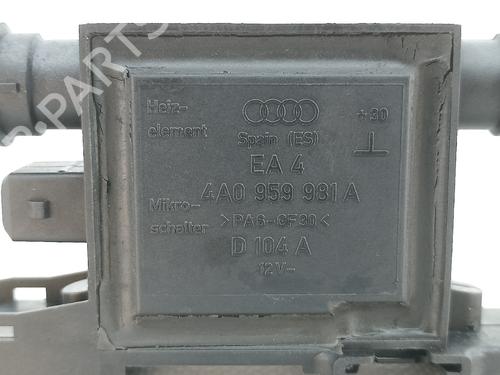 Heiz-
element
+30
Spain (ES)
EA 4
4A0 959 981 A
Mikro-
schalter
>PA6-GF30<
D 104 A
12V-